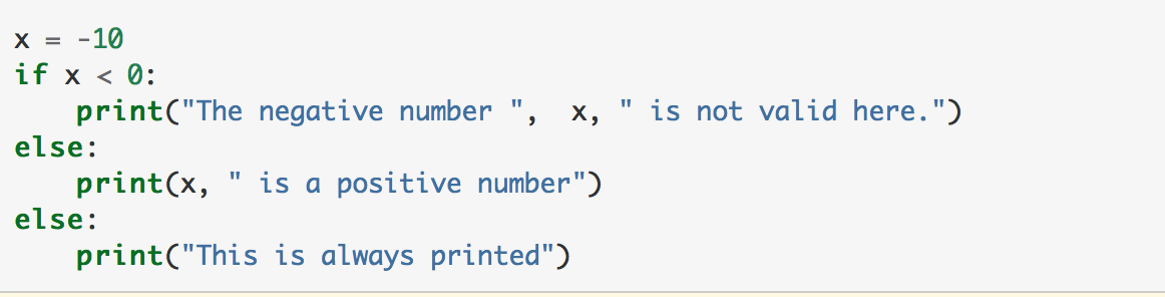 x = -10
if x < 0:
    print("The negative number ",  x, " is not valid here.")
else:
    print(x, " is a positive number")
else:
    print("This is always printed")